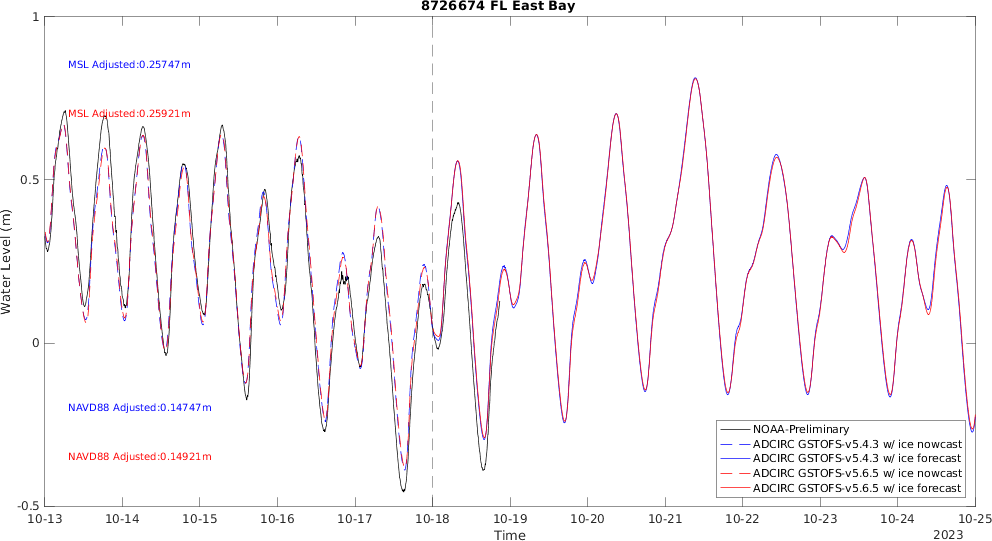 8726674 FL East Bay
1
MSL Adjusted:0.25747m
MSL Adjusted:0.25921m
0.5
Water Level (m)
0
NAVD88 Adjusted:0.14747m
NAVD88 Adjusted:0.14921m
-0.5
NOAA-Preliminary
ADCIRC GSTOFS-v5.4.3 w/ ice nowcast
ADCIRC GSTOFS-v5.4.3 w/ ice forecast
ADCIRC GSTOFS-v5.6.5 w/ ice nowcast
ADCIRC GSTOFS-v5.6.5 w/ ice forecast
10-13 10-14 10-15 10-16 10-17 10-18 10-19 10-20 10-21 10-22 10-23 10-24 10-25
Time
2023